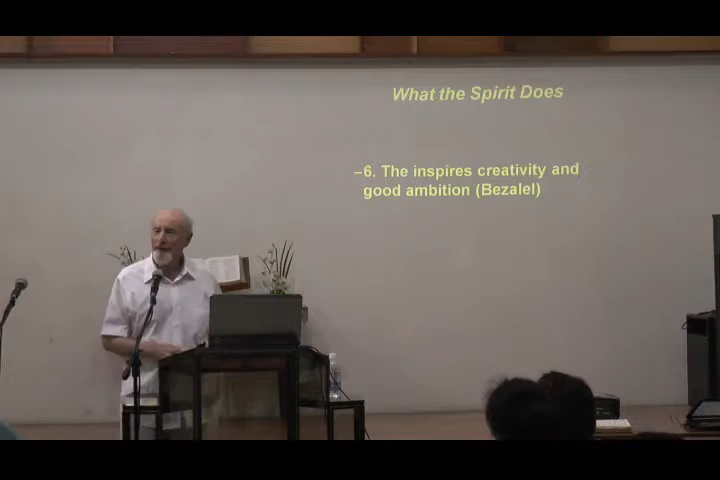 What the Spirit Does
–6. The inspires creativity and
good ambition (Bezalel)